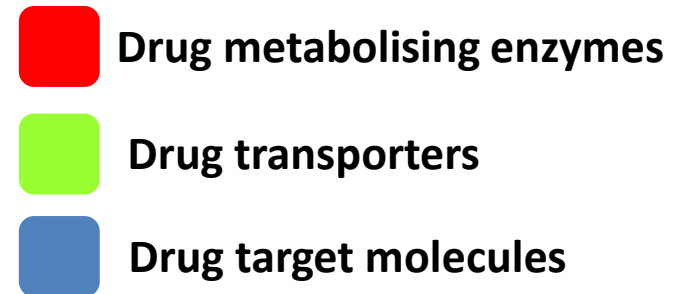 Drug metabolising enzymes
Drug transporters
Drug target molecules